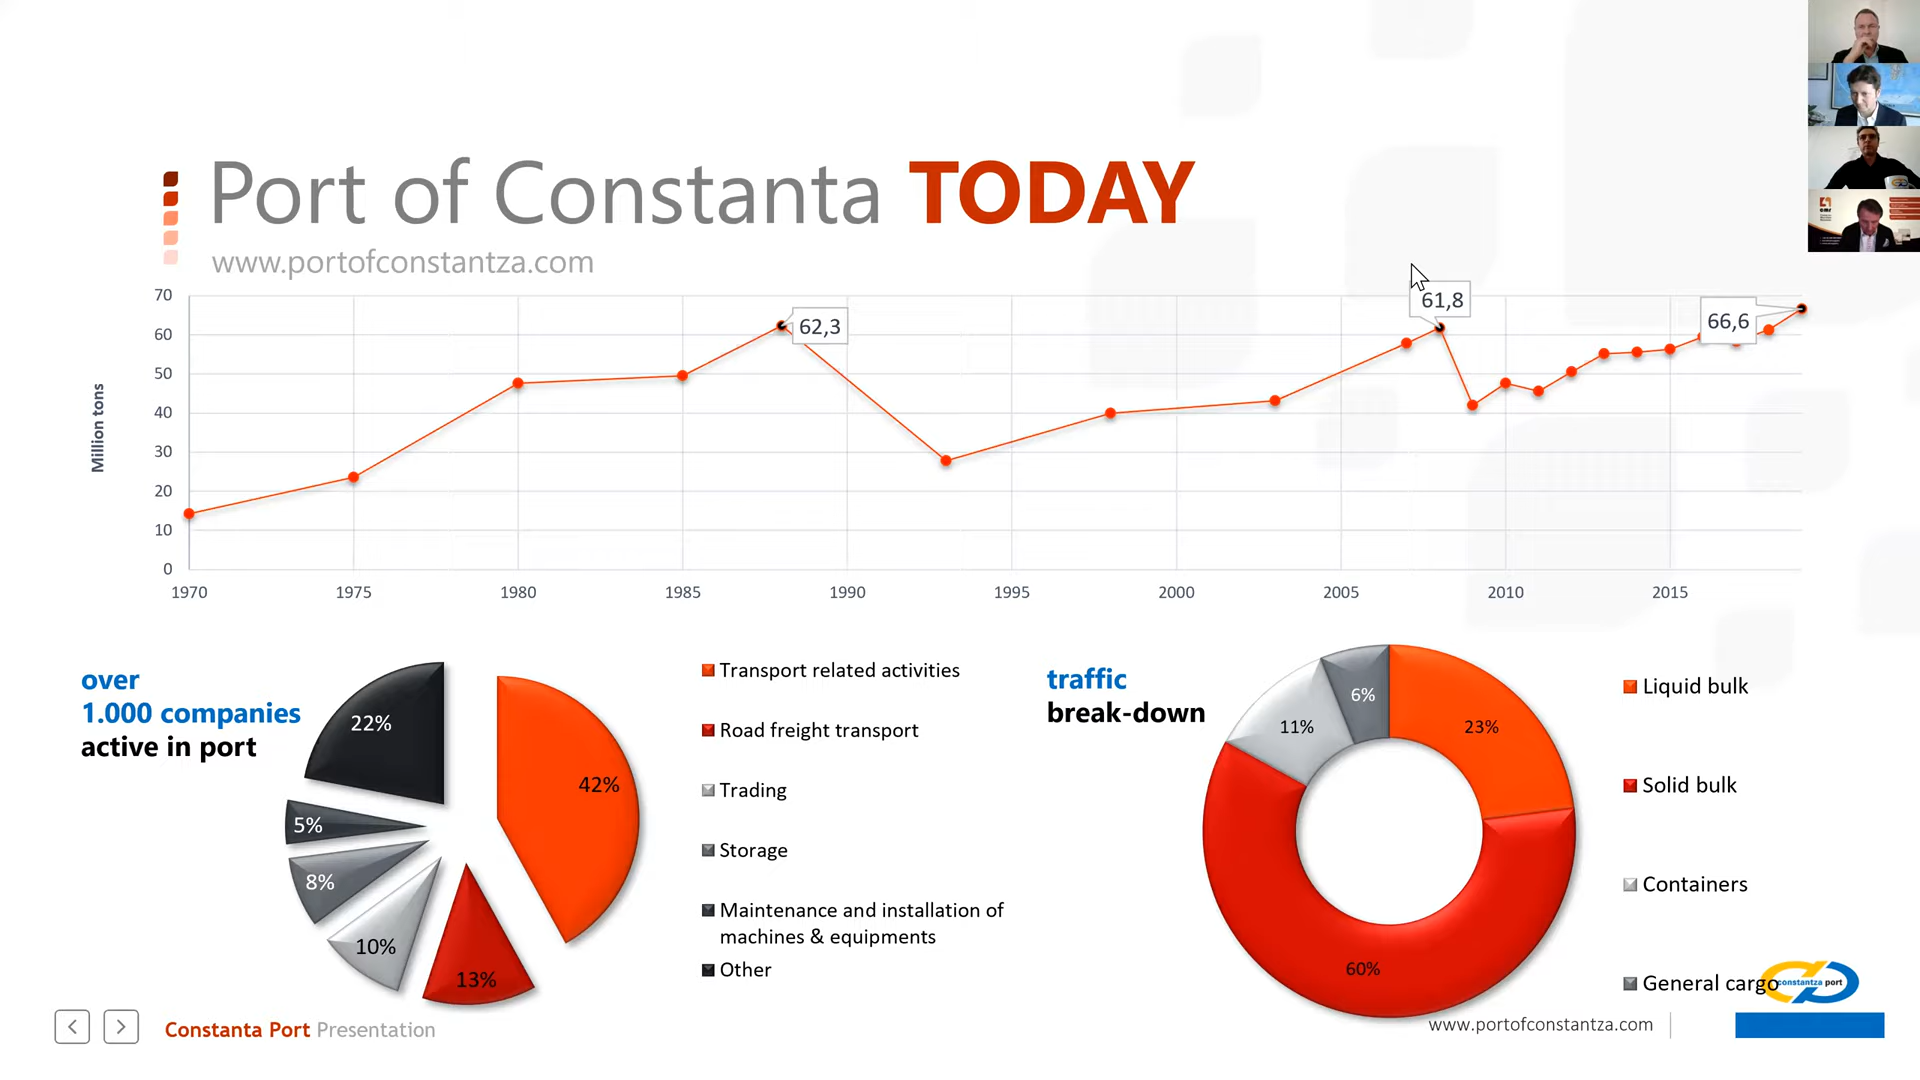 Port of Constanta TODAY
www.portofconstantza.com
70
60
50
40
30
20
10
0
Million tons
62,3
61,8
66,6
1970 1975 1980 1985 1990 1995 2000 2005 2010 2015
over
1.000 companies
active in port
22%
42%
5%
8%
10%
13%
Transport related activities
Road freight transport
Trading
Storage
Maintenance and installation of
machines & equipments
Other
traffic
break-down
6%
11%
23%
60%
Liquid bulk
Solid bulk
Containers
General cargo
constantza port
Constanta Port Presentation
www.portofconstantza.com